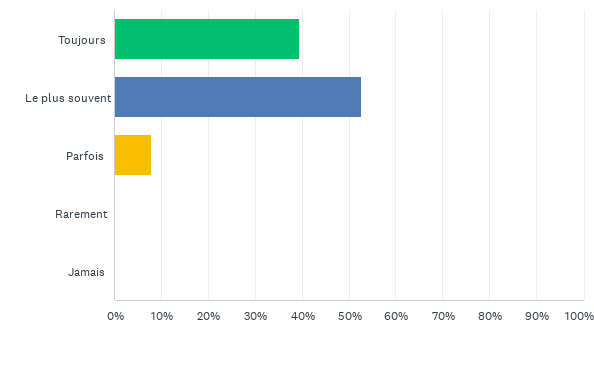 Toujours
Le plus souvent
Parfois
Rarement
Jamais
0% 10% 20% 30% 40% 50% 60% 70% 80% 90% 100%